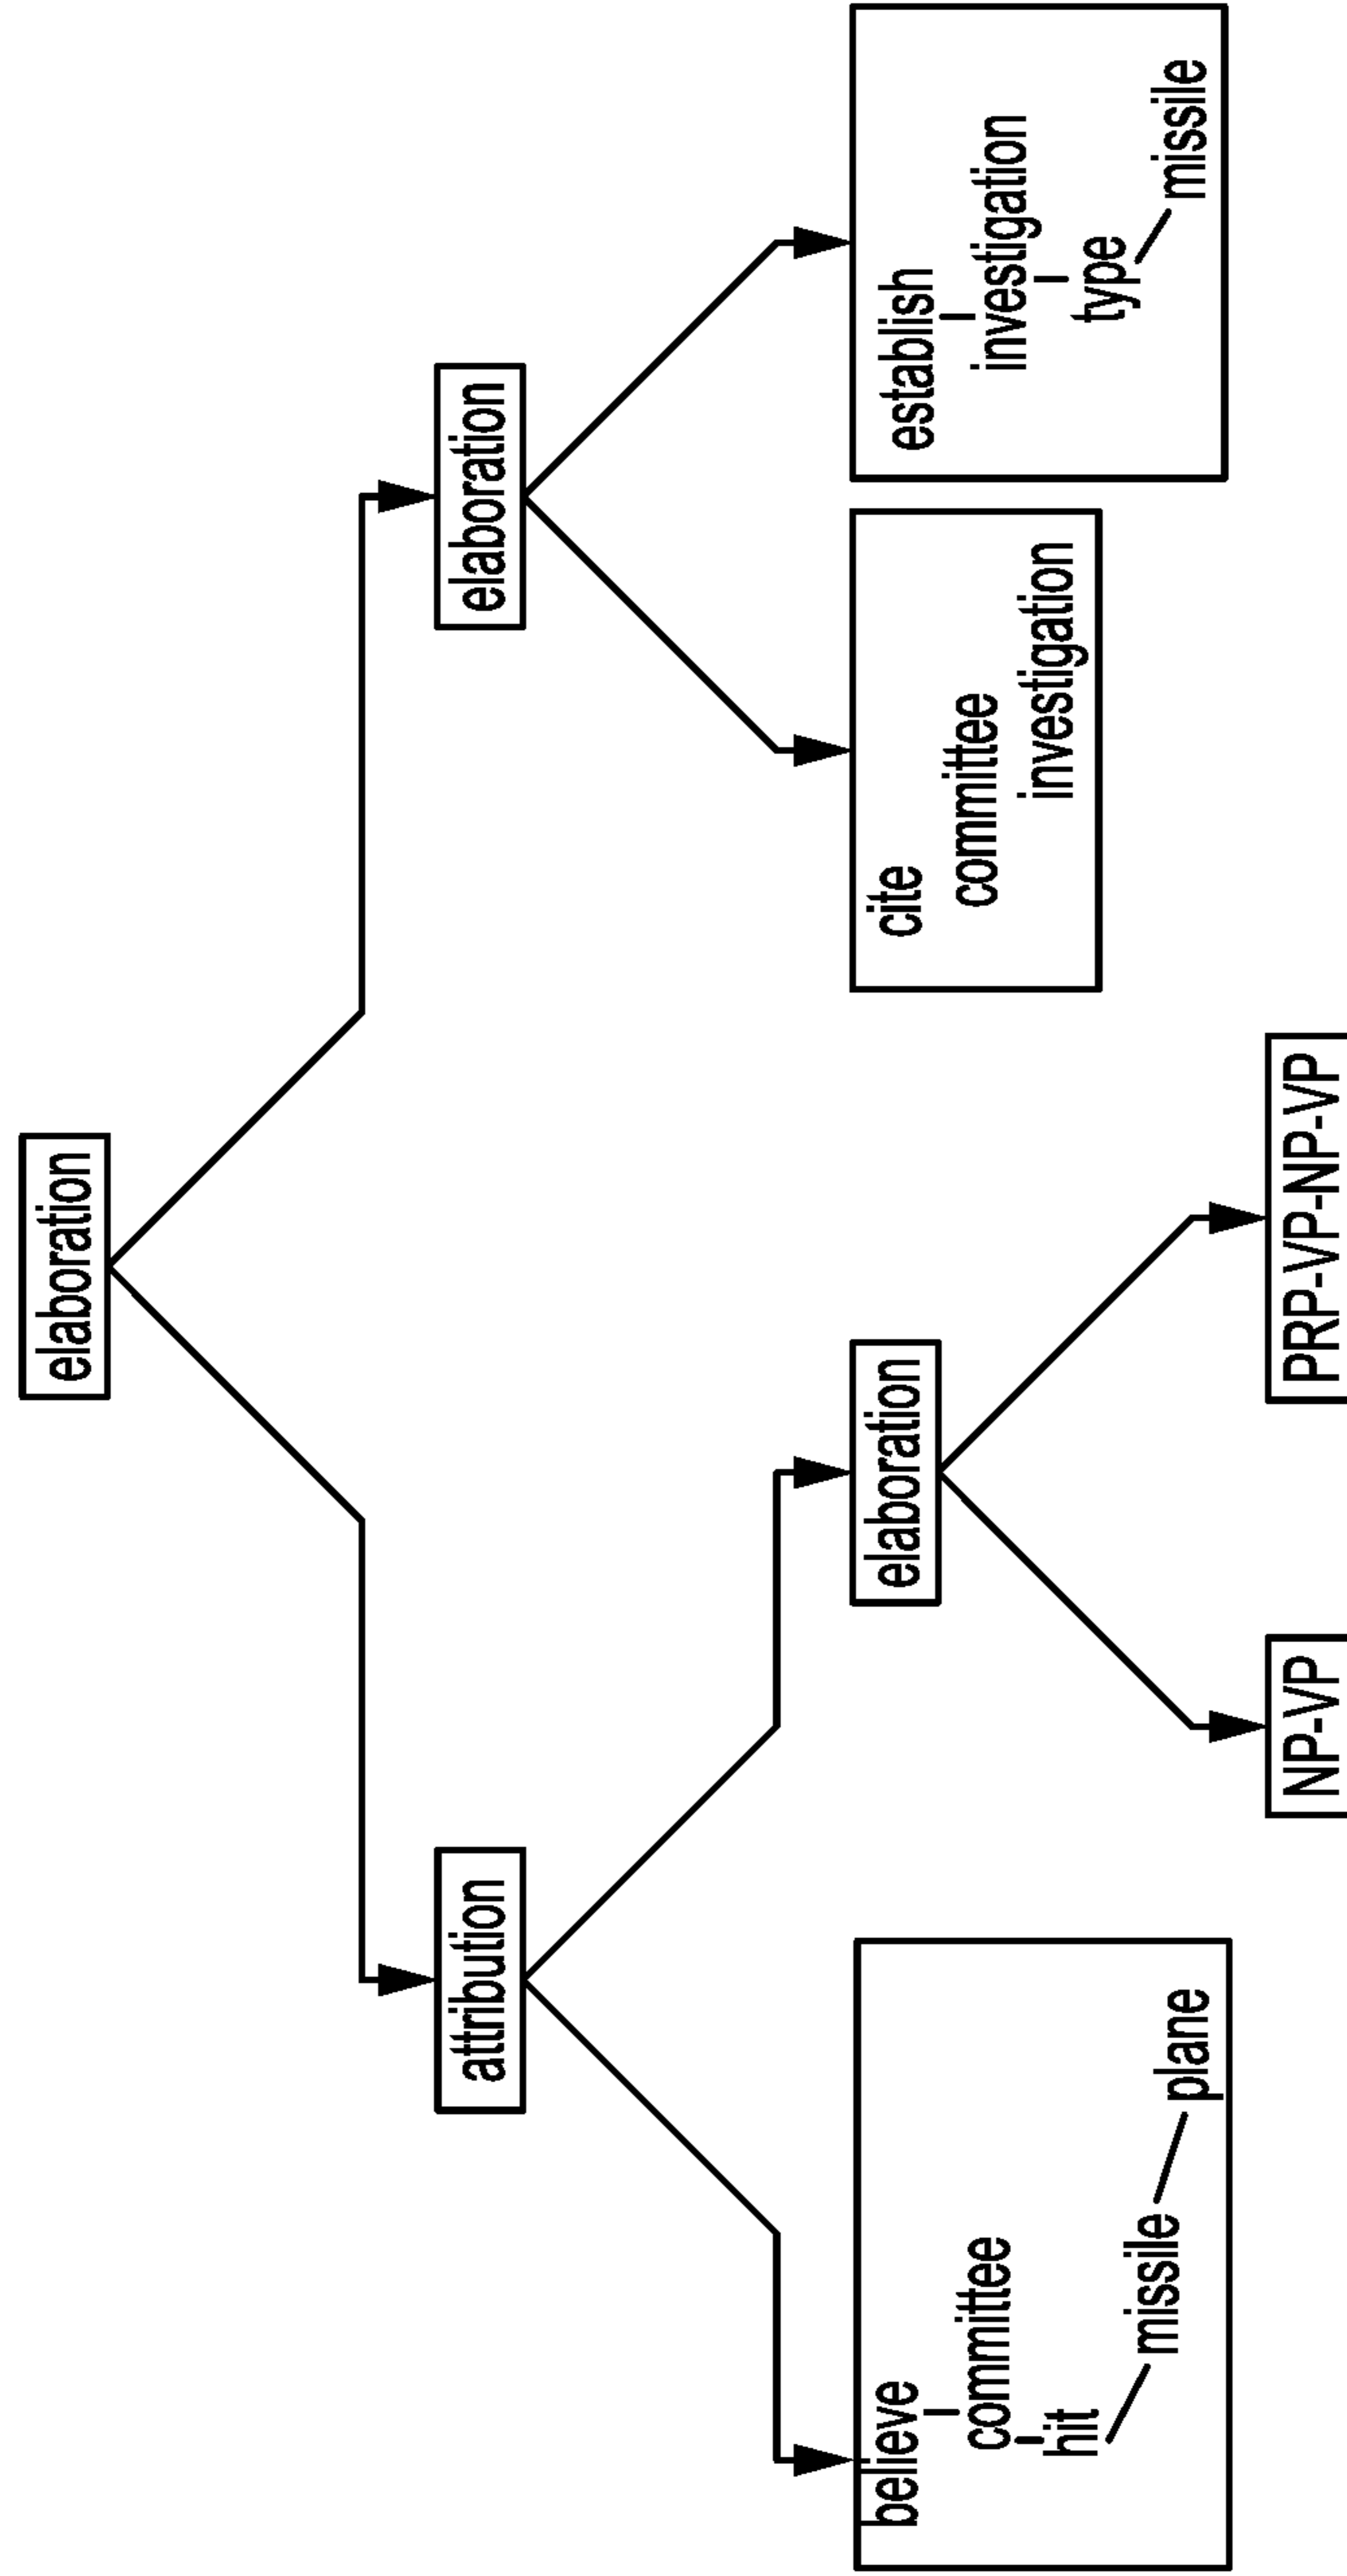 elaboration
attribution
elaboration
believe
committee
hit
missile
plane
elaboration
cite
committee
investigation
establish
investigation
type
missile
NP-VP
PRP-VP-NP-VP